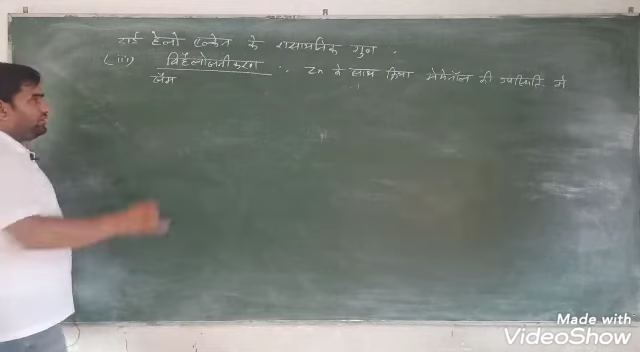 डाई हैलो एल्केन के रासायनिक गुण .
(iii) विहैलोजनीकरण :. Zn के साथ क्रिया मेथेनॉल की उपस्थिति में
जैम
Made with
VideoShow